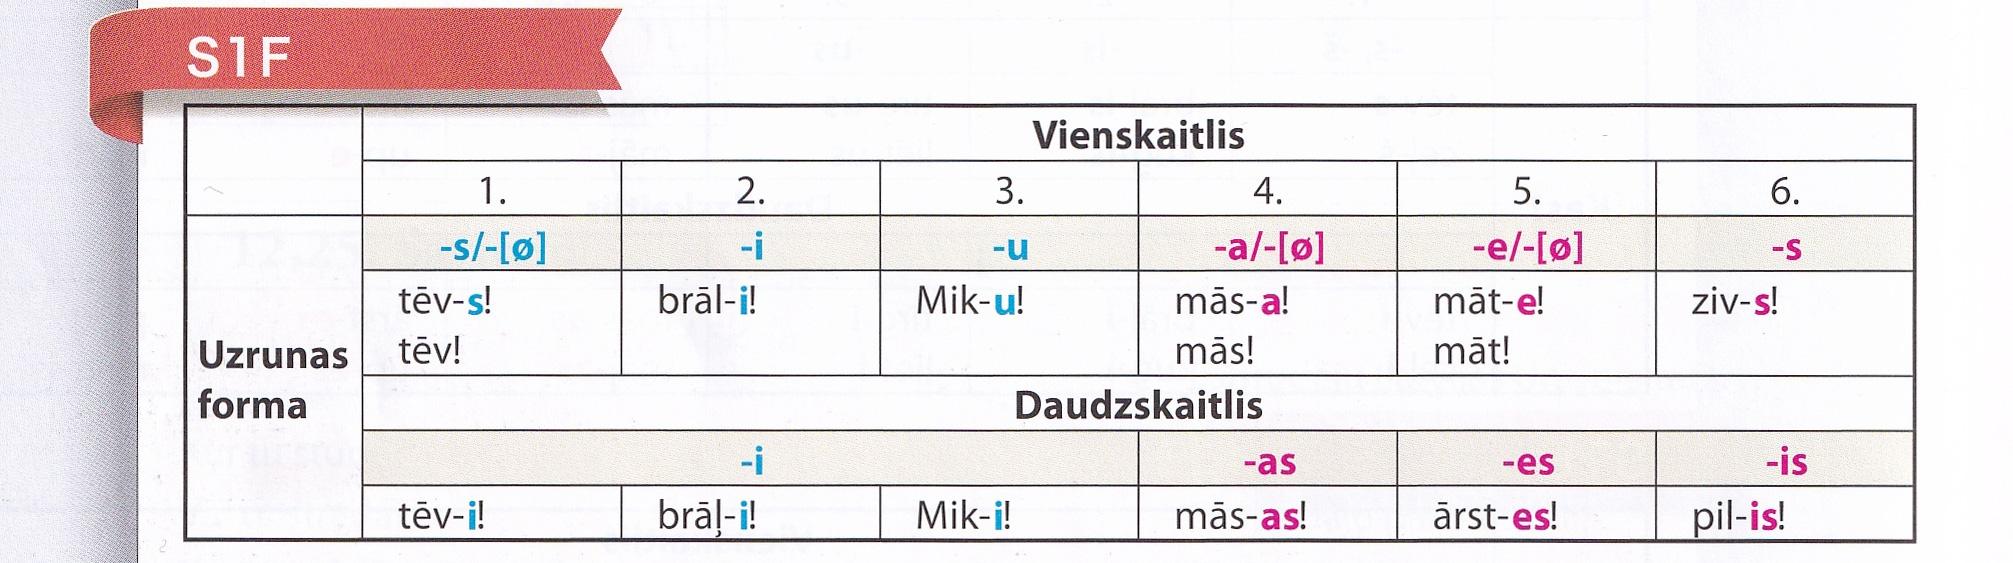 S1F
Vienskaitlis
1. 2. 3. 4. 5. 6.
-s/-[ø] -i -u -a/-[ø] -e/-[ø] -s
tēv-s! brāl-i! Mik-u! mās-a! māt-e! ziv-s!
tēv! mās! māt!
Uzrunas
forma
Daudzskaitlis
-i -as -es -is
tēv-i! brāļ-i! Mik-i! mās-as! ārst-es! pil-is!